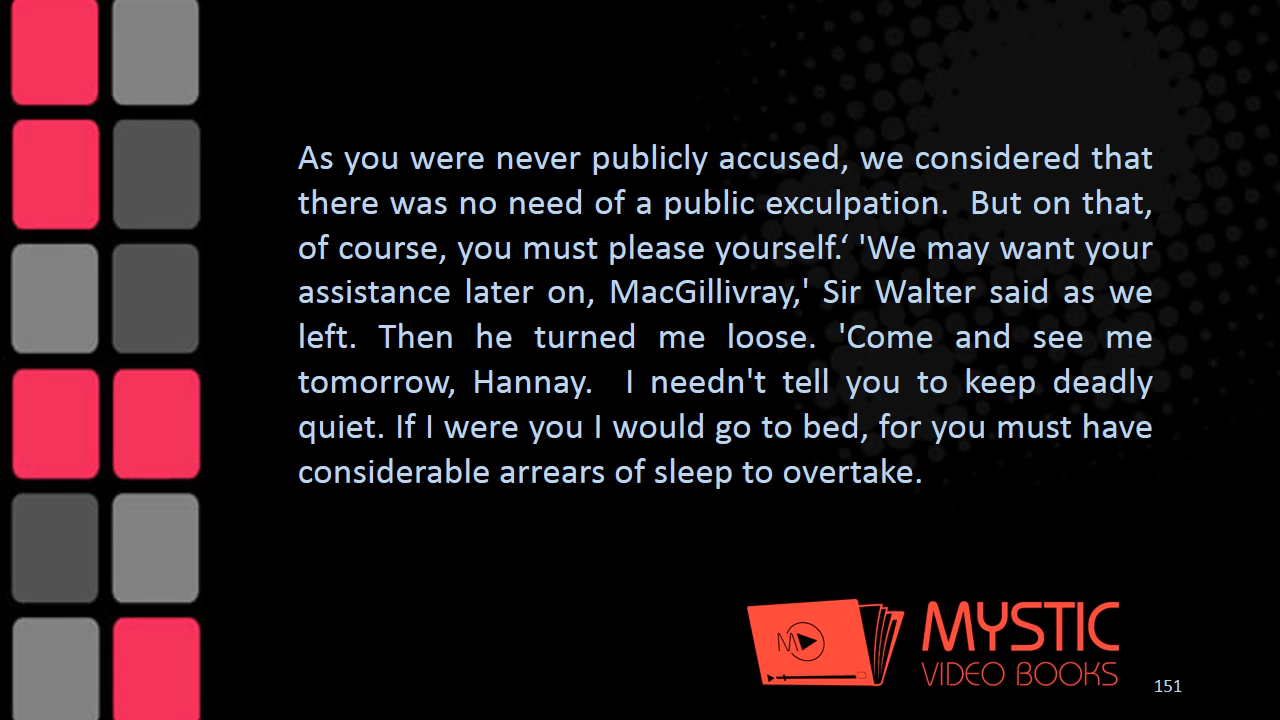 As you were never publicly accused, we considered that
there was no need of a public exculpation.  But on that,
of course, you must please yourself.‘ 'We may want your
assistance later on, MacGillivray,' Sir Walter said as we
left. Then he turned me loose. 'Come and see me
tomorrow, Hannay.  I needn't tell you to keep deadly
quiet. If I were you I would go to bed, for you must have
considerable arrears of sleep to overtake.
M
MYSTIC
VIDEO BOOKS
151